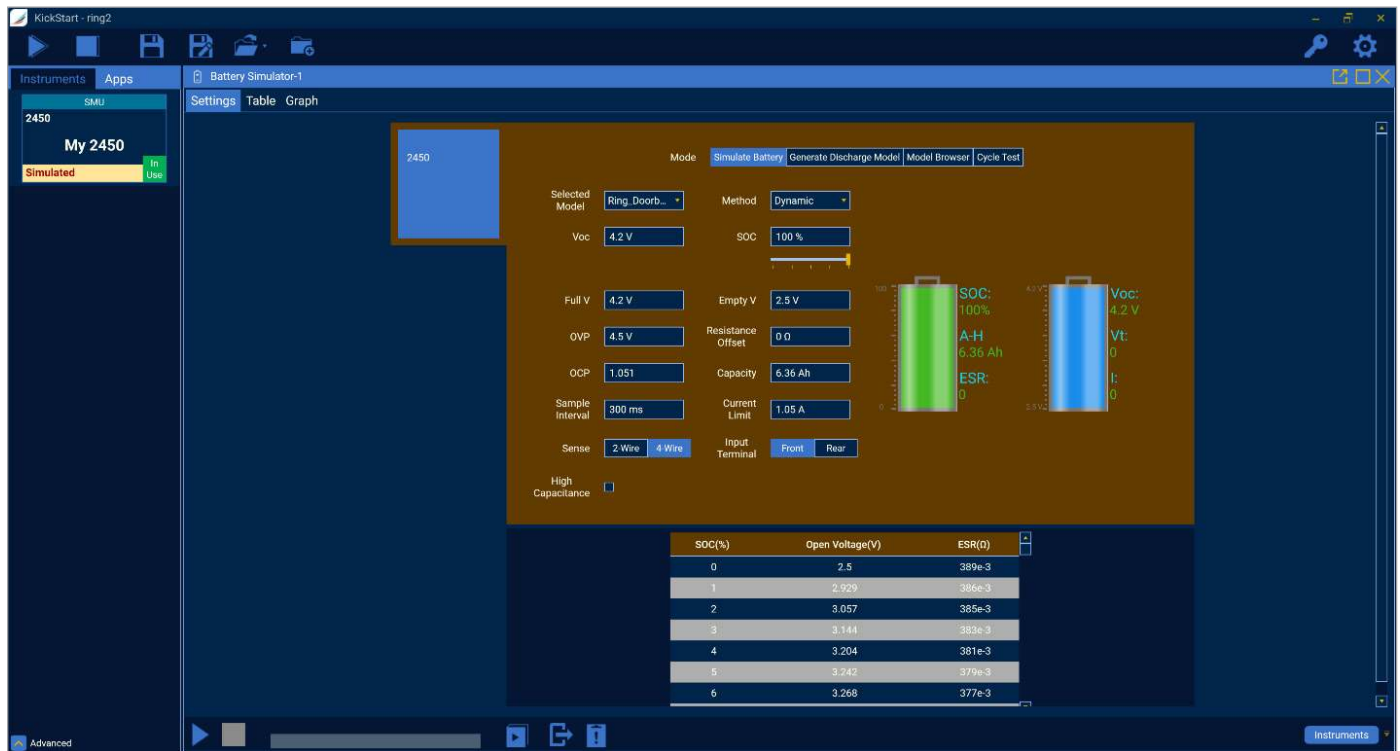 KickStart - ring2
Instruments Apps
SMU
2450
My 2450
Simulated
In Use
Battery Simulator-1
Settings Table Graph
2450
Mode Simulate Battery Generate Discharge Model Model Browser Cycle Test
Selected Model Ring_Doorb... Method Dynamic
Voc 4.2 V SOC 100 %
Full V 4.2 V Empty V 2.5 V
OVP 4.5 V Resistance Offset 0 Ω
OCP 1.051 Capacity 6.36 Ah
Sample Interval 300 ms Current Limit 1.05 A
Sense 2-Wire 4-Wire Input Terminal Front Rear
High Capacitance
100
0
SOC:
100%
A-H
6.36 Ah
ESR:
0
4.2 V
2.5 V
Voc:
4.2 V
Vt:
0
I:
0
SOC(%) Open Voltage(V) ESR(Ω)
0 2.5 389e-3
1 2.929 386e-3
2 3.057 385e-3
3 3.144 383e-3
4 3.204 381e-3
5 3.242 379e-3
6 3.268 377e-3
Advanced
Instruments